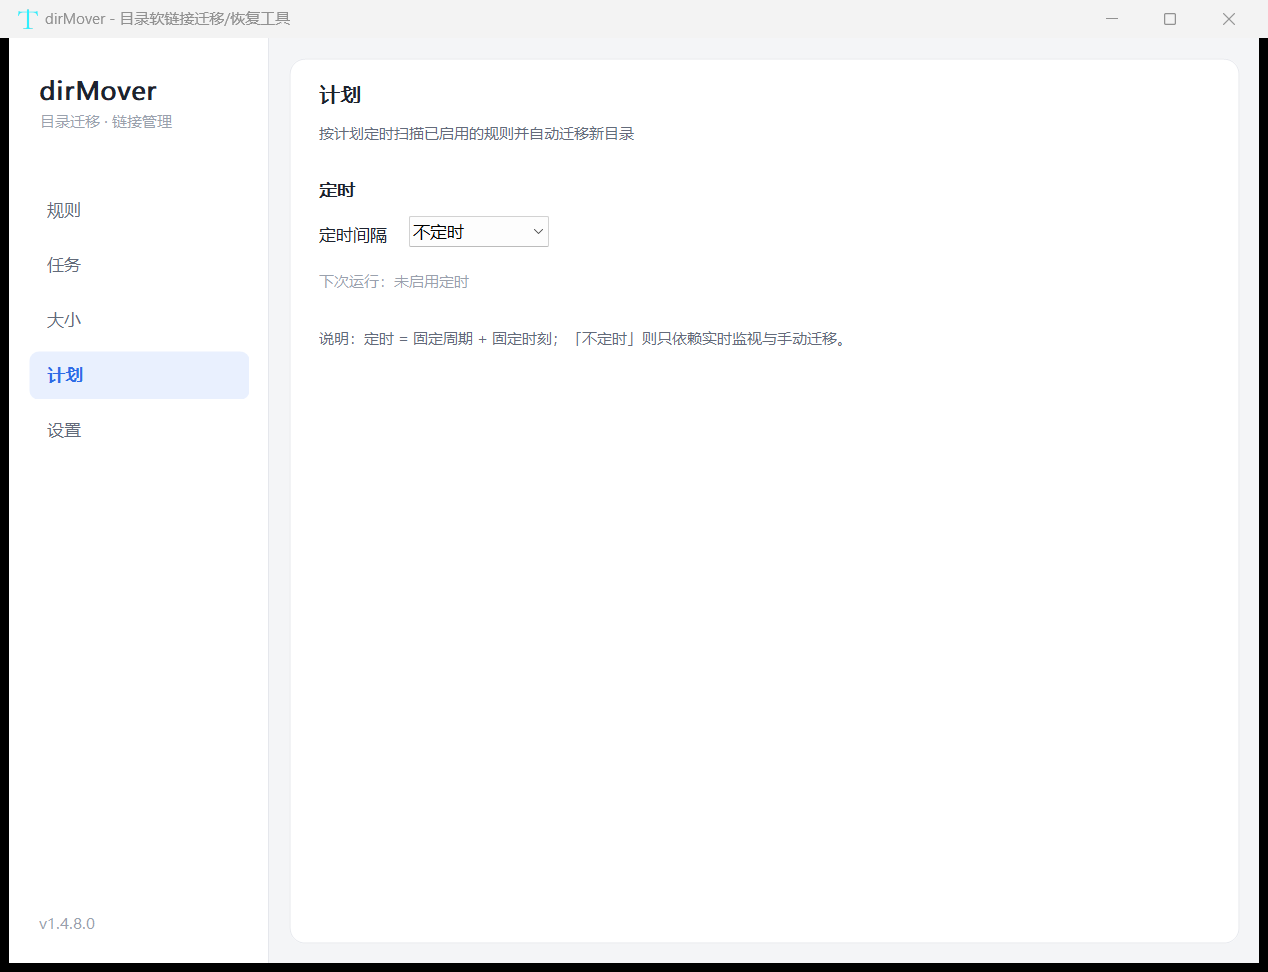 dirMover - 目录软链接迁移/恢复工具
dirMover
目录迁移 · 链接管理
规则
任务
大小
计划
设置
v1.4.8.0
计划
按计划定时扫描已启用的规则并自动迁移新目录
定时
定时间隔 不定时
下次运行：未启用定时
说明：定时 = 固定周期 + 固定时刻；「不定时」则只依赖实时监视与手动迁移。